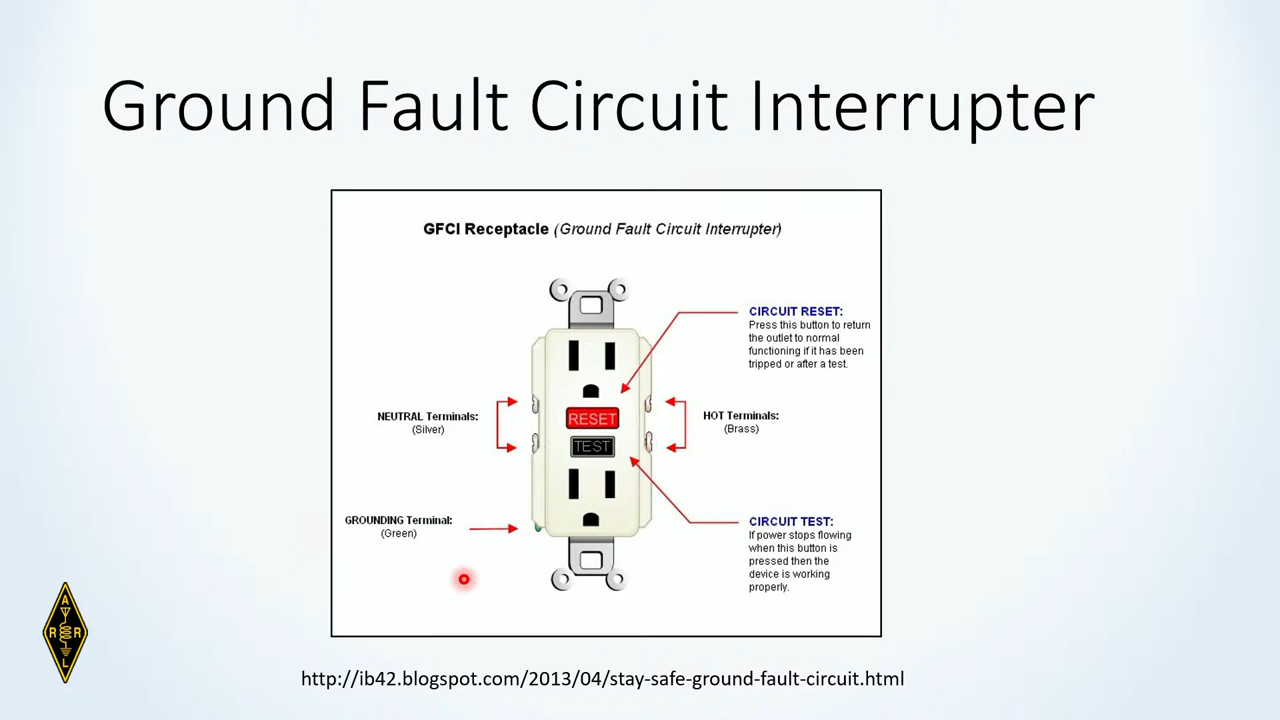 Ground Fault Circuit Interrupter
GFCI Receptacle (Ground Fault Circuit Interrupter)
CIRCUIT RESET:
Press this button to return
the outlet to normal
functioning if it has been
tripped or after a test.
NEUTRAL Terminals:
(Silver)
RESET
TEST
HOT Terminals:
(Brass)
GROUNDING Terminal:
(Green)
CIRCUIT TEST:
If power stops flowing
when this button is
pressed then the
device is working
properly.
A
R R
L
http://ib42.blogspot.com/2013/04/stay-safe-ground-fault-circuit.html